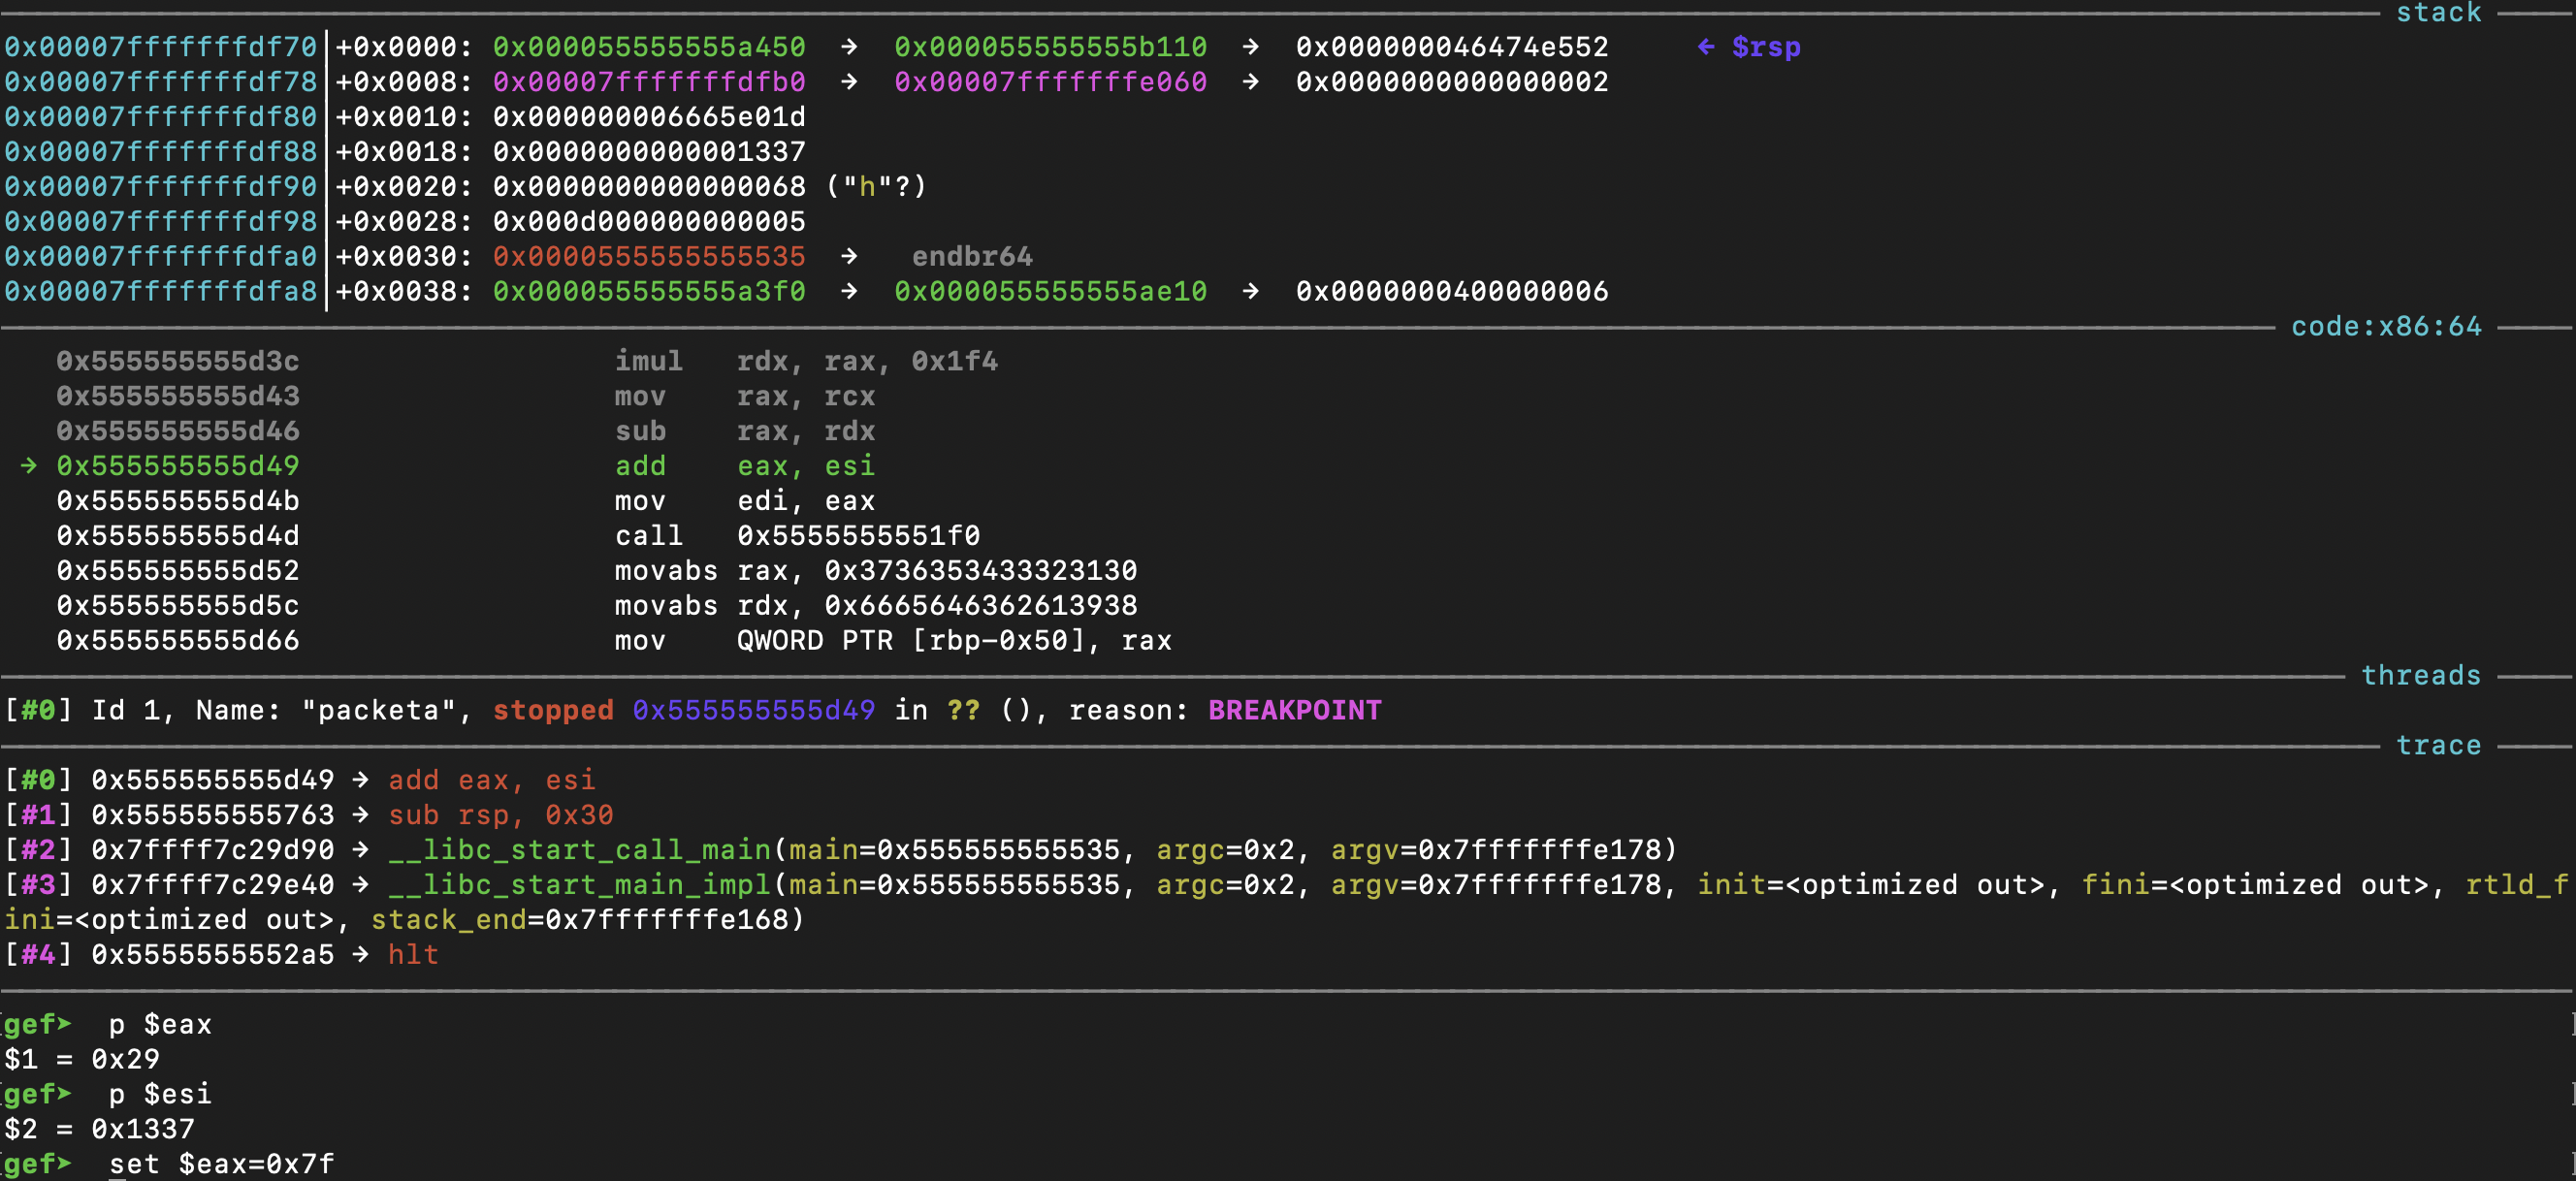 stack
0x00007fffffffdf70│+0x0000: 0x000055555555a450 → 0x000055555555b110 → 0x000000046474e552 ← $rsp
0x00007fffffffdf78│+0x0008: 0x00007fffffffdfb0 → 0x00007fffffffe060 → 0x0000000000000002
0x00007fffffffdf80│+0x0010: 0x000000006665e01d
0x00007fffffffdf88│+0x0018: 0x0000000000001337
0x00007fffffffdf90│+0x0020: 0x0000000000000068 ("h"?)
0x00007fffffffdf98│+0x0028: 0x000d000000000005
0x00007fffffffdfa0│+0x0030: 0x0000555555555535 → endbr64
0x00007fffffffdfa8│+0x0038: 0x000055555555a3f0 → 0x000055555555ae10 → 0x0000000400000006
code:x86:64
0x555555555d3c imul rdx, rax, 0x1f4
0x555555555d43 mov rax, rcx
0x555555555d46 sub rax, rdx
→ 0x555555555d49 add eax, esi
0x555555555d4b mov edi, eax
0x555555555d4d call 0x5555555551f0
0x555555555d52 movabs rax, 0x3736353433323130
0x555555555d5c movabs rdx, 0x6665646362613938
0x555555555d66 mov QWORD PTR [rbp-0x50], rax
threads
[#0] Id 1, Name: "packeta", stopped 0x555555555d49 in ?? (), reason: BREAKPOINT
trace
[#0] 0x555555555d49 → add eax, esi
[#1] 0x555555555763 → sub rsp, 0x30
[#2] 0x7ffff7c29d90 → __libc_start_call_main(main=0x555555555535, argc=0x2, argv=0x7fffffffe178)
[#3] 0x7ffff7c29e40 → __libc_start_main_impl(main=0x555555555535, argc=0x2, argv=0x7fffffffe178, init=<optimized out>, fini=<optimized out>, rtld_f
ini=<optimized out>, stack_end=0x7fffffffe168)
[#4] 0x5555555552a5 → hlt
gef➤ p $eax
$1 = 0x29
gef➤ p $esi
$2 = 0x1337
gef➤ set $eax=0x7f